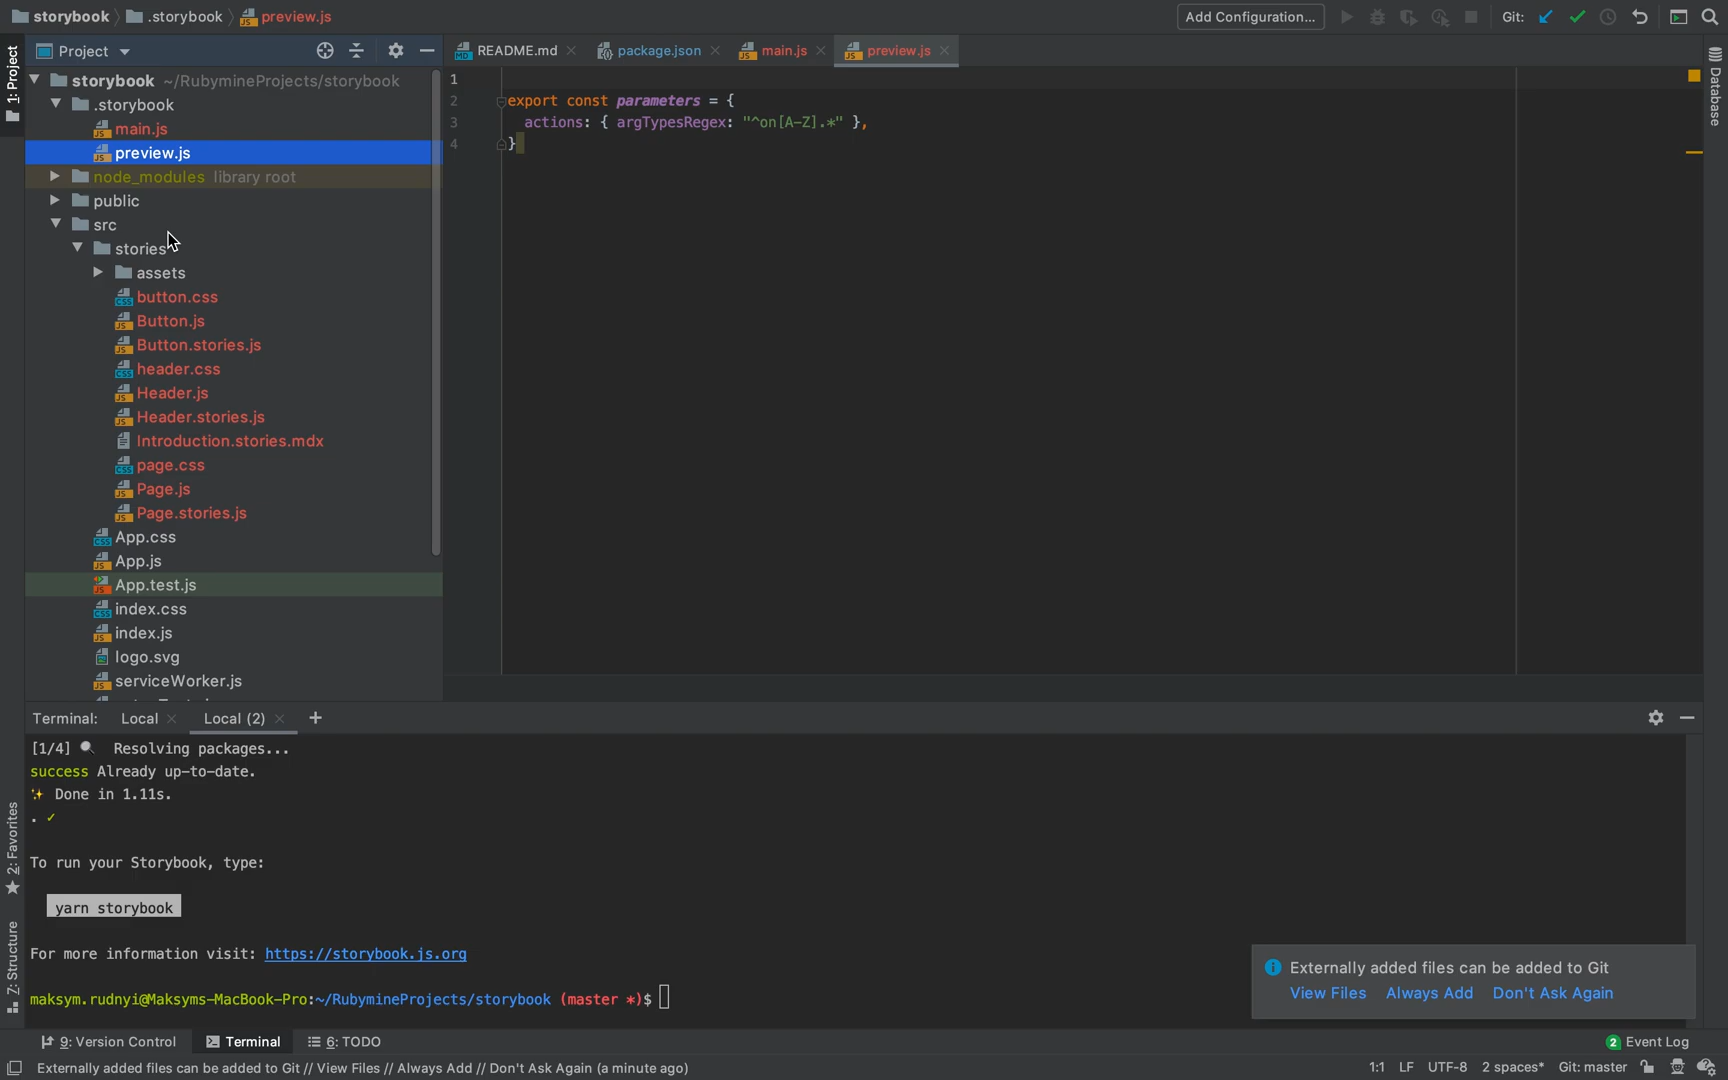 storybook .storybook preview.js
Add Configuration...
Git:
Project
README.md
package.json
main.js
preview.js
1: Project
2: Favorites
7: Structure
Database
storybook ~/RubymineProjects/storybook
.storybook
main.js
preview.js
node_modules library root
public
src
stories
assets
button.css
Button.js
Button.stories.js
header.css
Header.js
Header.stories.js
Introduction.stories.mdx
page.css
Page.js
Page.stories.js
App.css
App.js
App.test.js
index.css
index.js
logo.svg
serviceWorker.js
1
2 export const parameters = {
3 actions: { argTypesRegex: "^on[A-Z].*" },
4 }
Terminal: Local Local (2) +
[1/4] 🔍 Resolving packages...
success Already up-to-date.
✨ Done in 1.11s.
. ✓
To run your Storybook, type:
yarn storybook
For more information visit: https://storybook.js.org
maksym.rudnyi@Maksyms-MacBook-Pro:~/RubymineProjects/storybook (master *)$
Externally added files can be added to Git
View Files Always Add Don't Ask Again
9: Version Control
Terminal
6: TODO
2 Event Log
Externally added files can be added to Git // View Files // Always Add // Don't Ask Again (a minute ago)
1:1 LF UTF-8 2 spaces* Git: master